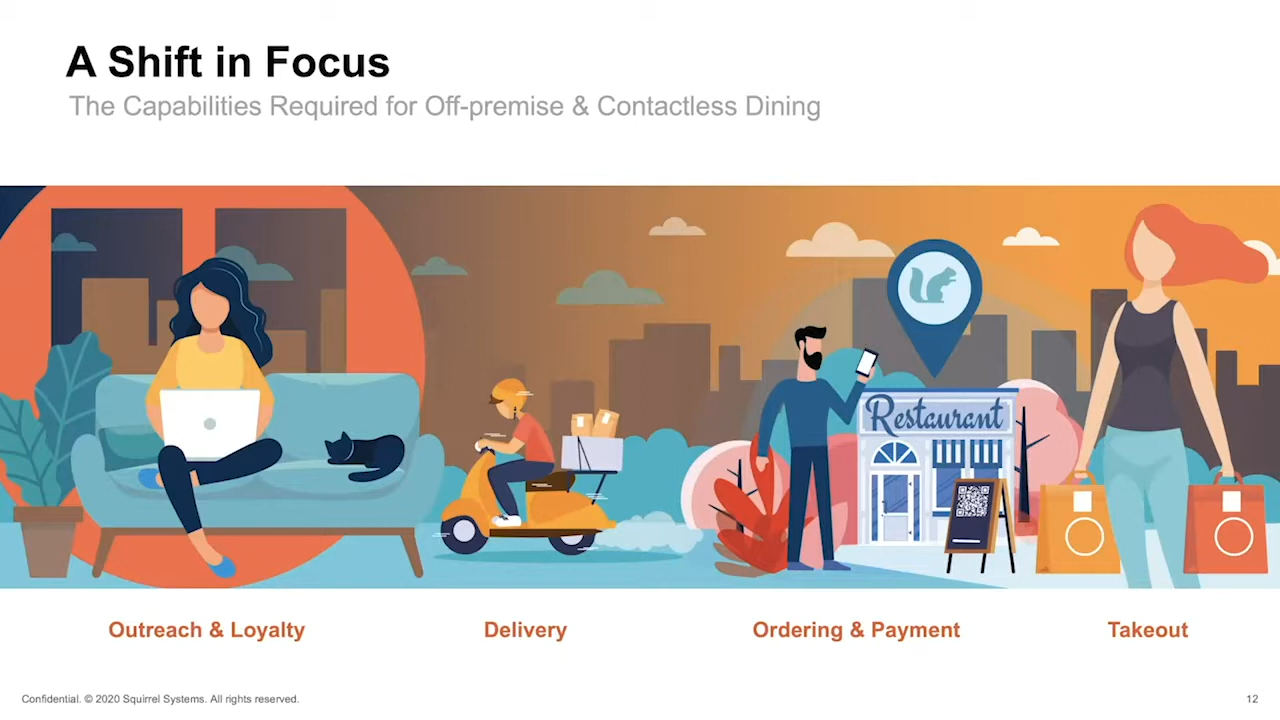 A Shift in Focus
The Capabilities Required for Off-premise & Contactless Dining
Restaurant
Outreach & Loyalty
Delivery
Ordering & Payment
Takeout
Confidential. © 2020 Squirrel Systems. All rights reserved.
12